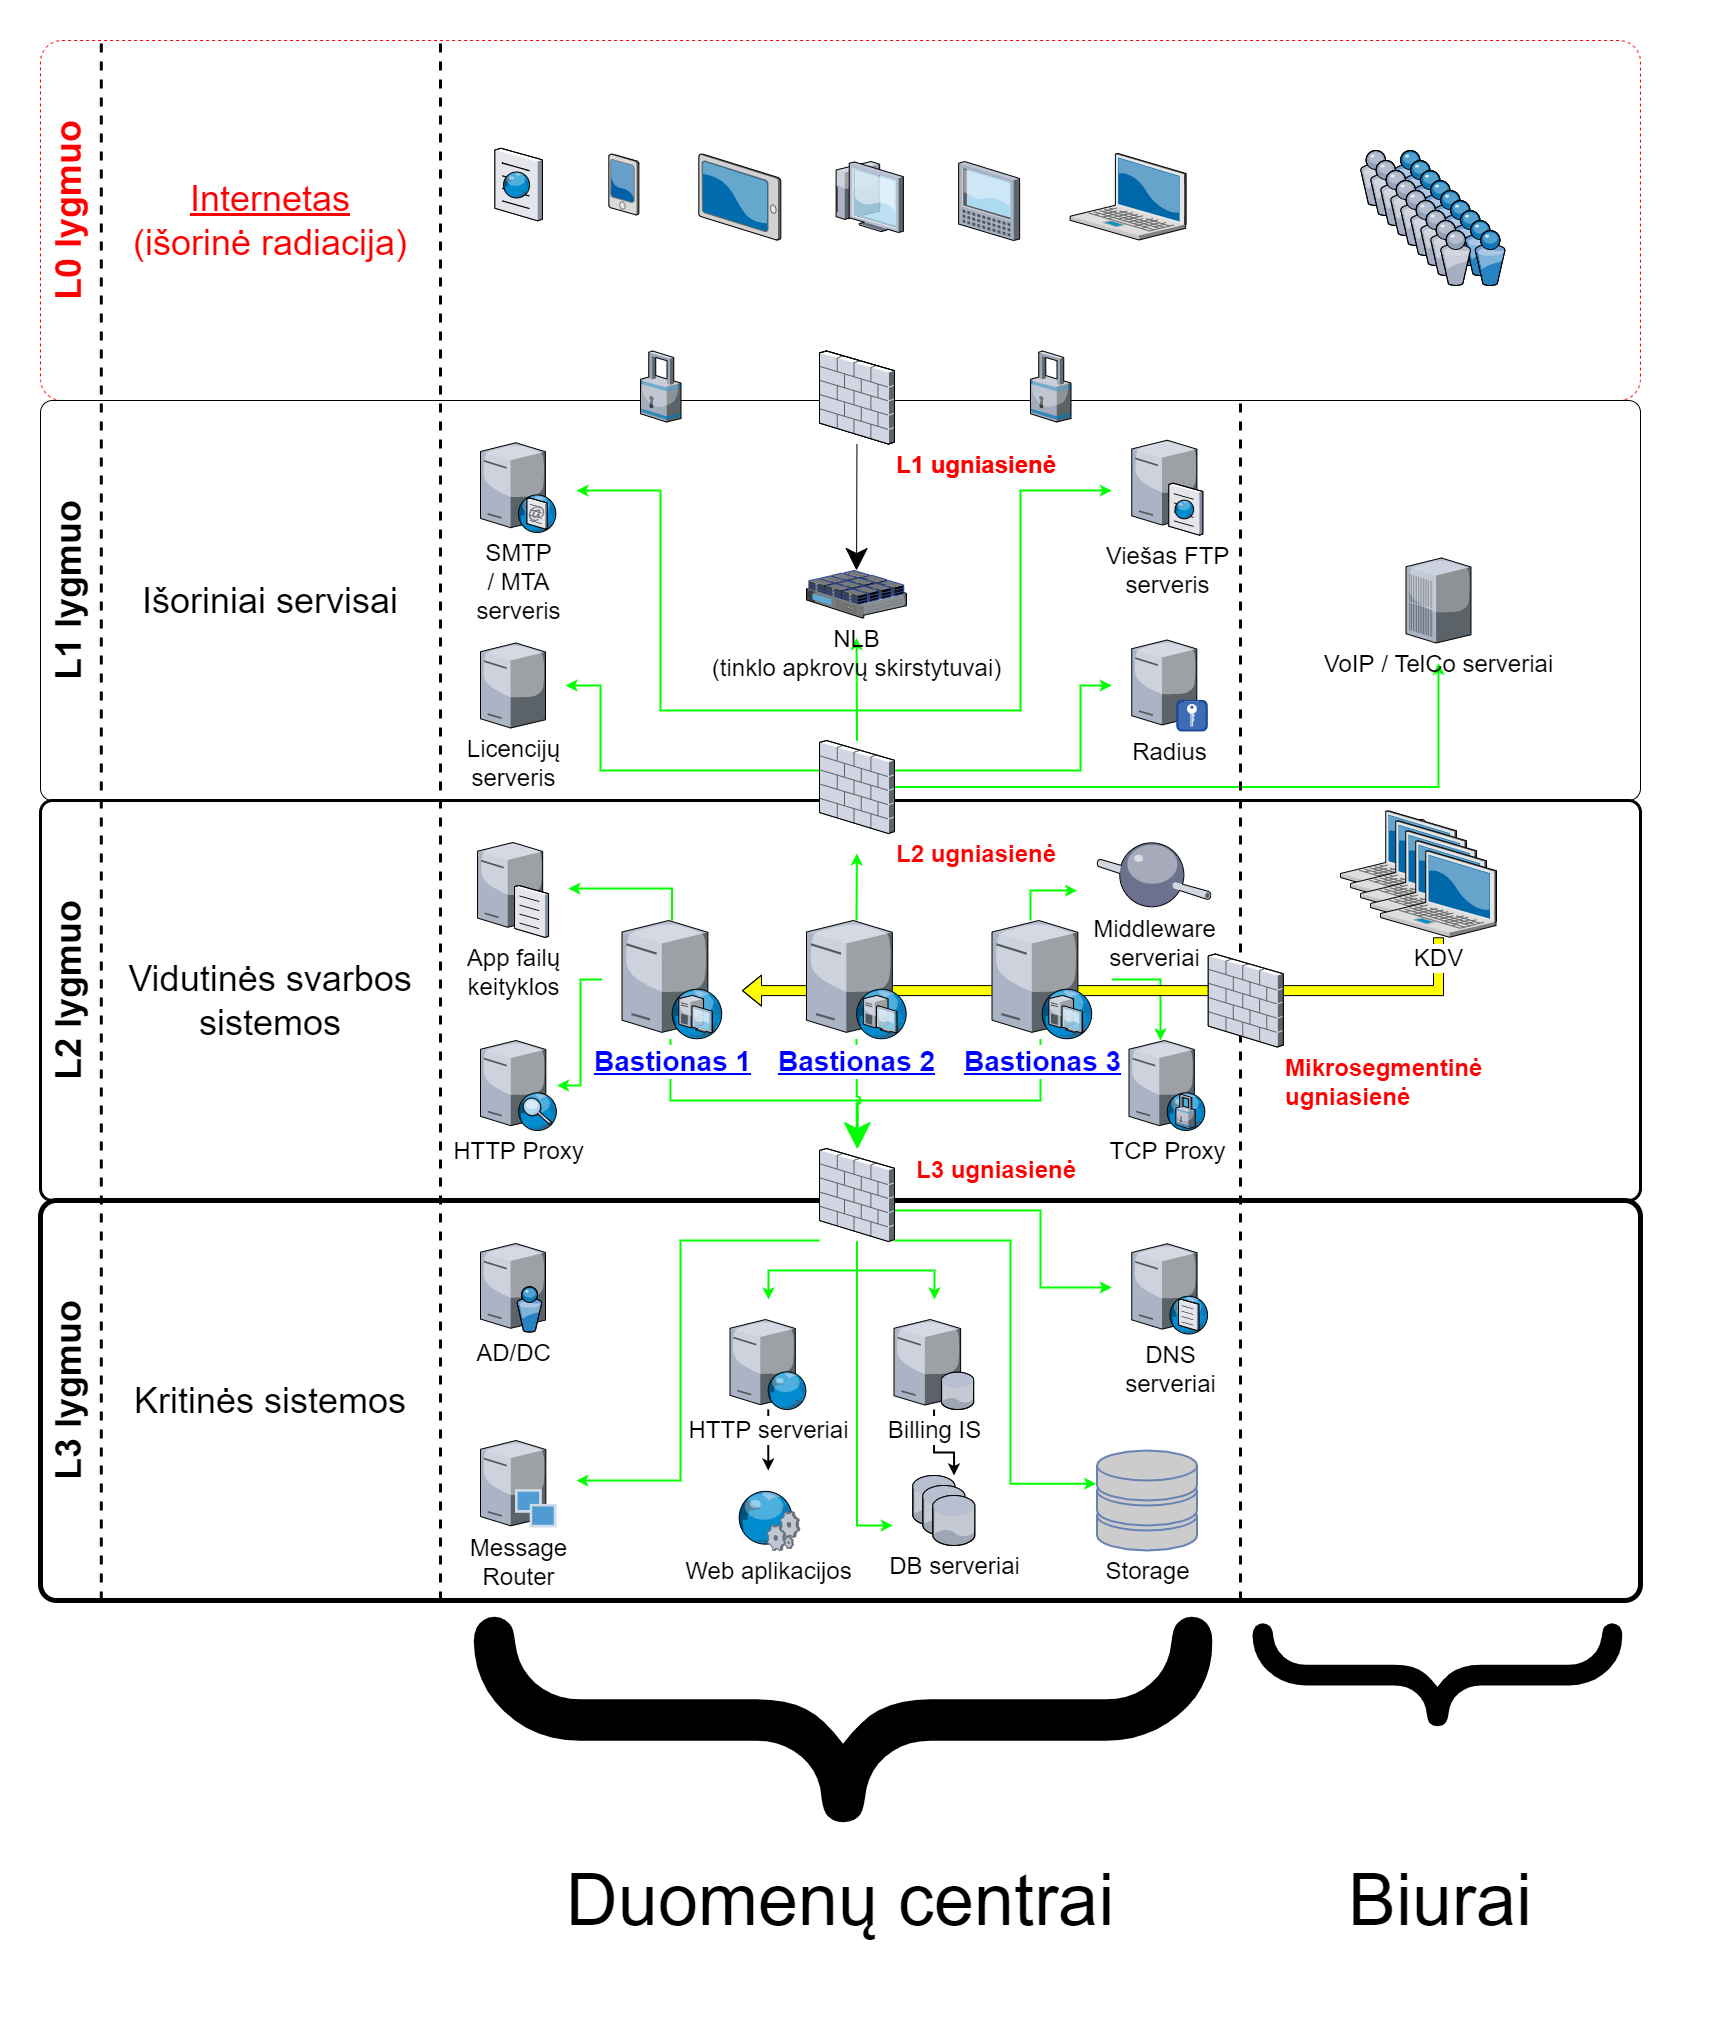 L0 lygmuo
Internetas
(išorinė radiacija)
L1 lygmuo
Išoriniai servisai
L1 ugniasienė
SMTP
/ MTA
serveris
Viešas FTP
serveris
NLB
(tinklo apkrovų skirstytuvai)
VoIP / TelCo serveriai
Licencijų
serveris
Radius
L2 lygmuo
Vidutinės svarbos
sistemos
L2 ugniasienė
App failų
keityklos
Middleware
serveriai
KDV
Bastionas 1
Bastionas 2
Bastionas 3
Mikrosegmentinė
ugniasienė
HTTP Proxy
TCP Proxy
L3 ugniasienė
L3 lygmuo
Kritinės sistemos
AD/DC
DNS
serveriai
HTTP serveriai
Billing IS
Message
Router
Web aplikacijos
DB serveriai
Storage
Duomenų centrai
Biurai